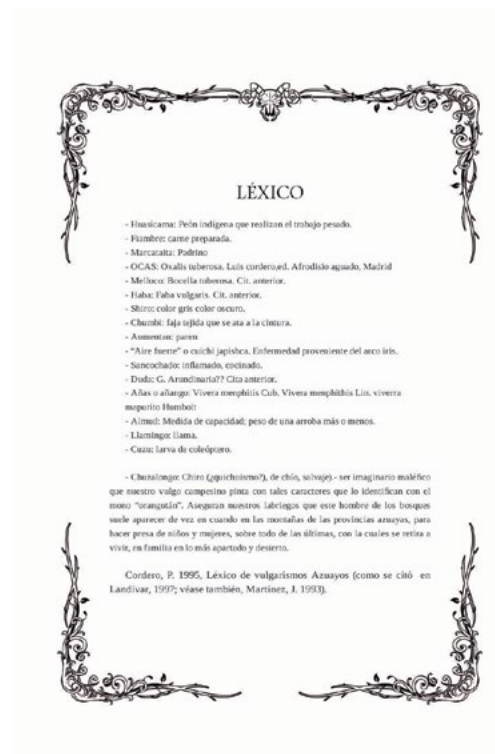 LÉXICO
- Huasicama: Peón indígena que realizan el trabajo pesado.
- Fiambre: carne preparada.
- Marcataita: Padrino
- OCAS: Oxalis tuberosa. Luis cordero,ed. Afrodisio aguado, Madrid
- Melloco: Bocella tuberosa. Cit. anterior.
- Haba: Faba vulgaris. Cit. anterior.
- Shiro: color gris color oscuro.
- Chumbi: faja tejida que se ata a la cintura.
- Aumentan: paren
- “Aire fuerte” o cuichi japishca. Enfermedad proveniente del arco iris.
- Sancochado: inflamado, cocinado.
- Duda: G. Arundinaria?? Cita anterior.
- Añas o añango: Vivera menphitis Cub. Vivera menphithis Lin. viverra
mapurito Humbolt
- Almud: Medida de capacidad; peso de una arroba más o menos.
- Llamingo: llama.
- Cuzu: larva de coleóptero.
- Chuzalongo: Chiro (¿quichuismo?), de chío, salvaje).- ser imaginario maléfico
que nuestro vulgo campesino pinta con tales caracteres que lo identifican con el
mono “orangután”. Aseguran nuestros labriegos que este hombre de los bosques
suele aparecer de vez en cuando en las montañas de las provincias azuayas, para
hacer presa de niños y mujeres, sobre todo de las últimas, con la cuales se retira a
vivir, en familia en lo más apartado y desierto.
Cordero, P. 1995, Léxico de vulgarismos Azuayos (como se citó en
Landívar, 1997; véase también, Martínez, J. 1993).